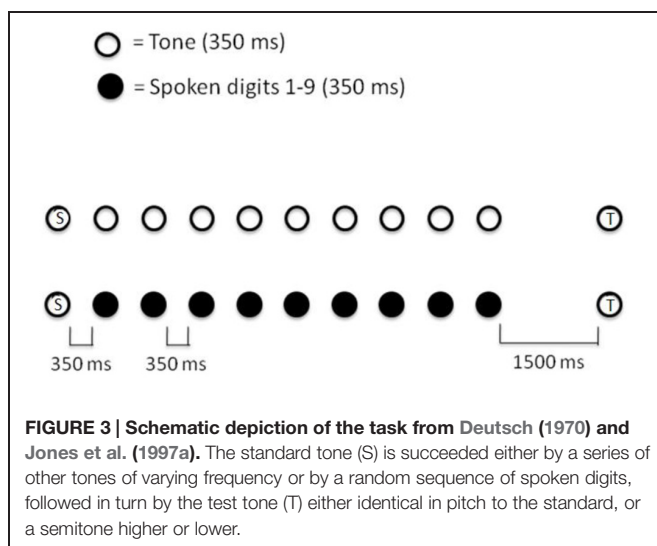 = Tone (350 ms)
= Spoken digits 1-9 (350 ms)
S T
S T
350 ms 350 ms 1500 ms
FIGURE 3 | Schematic depiction of the task from Deutsch (1970) and
Jones et al. (1997a). The standard tone (S) is succeeded either by a series of
other tones of varying frequency or by a random sequence of spoken digits,
followed in turn by the test tone (T) either identical in pitch to the standard, or
a semitone higher or lower.